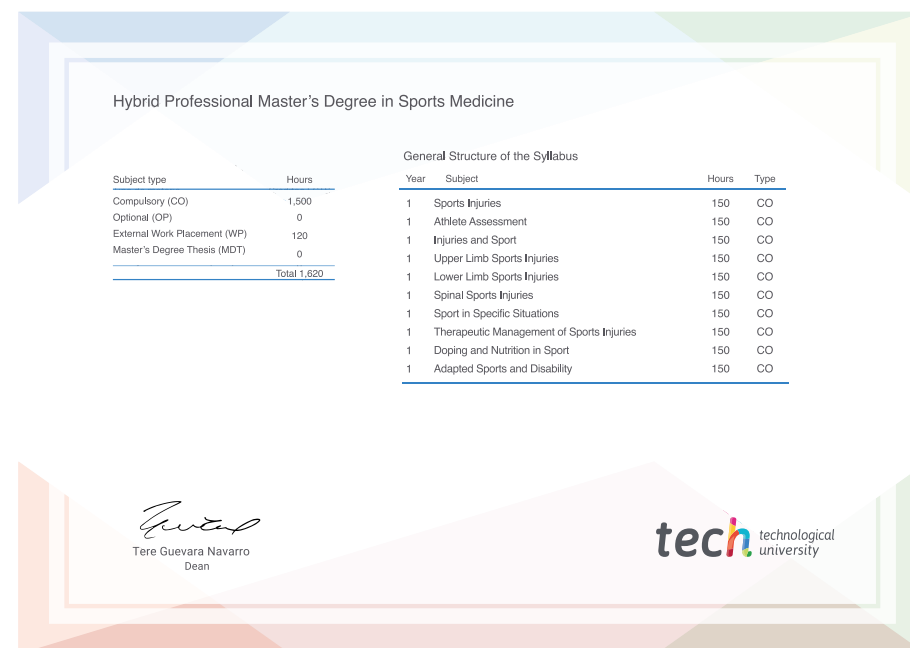 Hybrid Professional Master's Degree in Sports Medicine
Subject type Hours
Compulsory (CO) 1,500
Optional (OP) 0
External Work Placement (WP) 120
Master's Degree Thesis (MDT) 0
Total 1,620
General Structure of the Syllabus
Year Subject Hours Type
1 Sports Injuries 150 CO
1 Athlete Assessment 150 CO
1 Injuries and Sport 150 CO
1 Upper Limb Sports Injuries 150 CO
1 Lower Limb Sports Injuries 150 CO
1 Spinal Sports Injuries 150 CO
1 Sport in Specific Situations 150 CO
1 Therapeutic Management of Sports Injuries 150 CO
1 Doping and Nutrition in Sport 150 CO
1 Adapted Sports and Disability 150 CO
Tere Guevara Navarro
Dean
tech technological
university